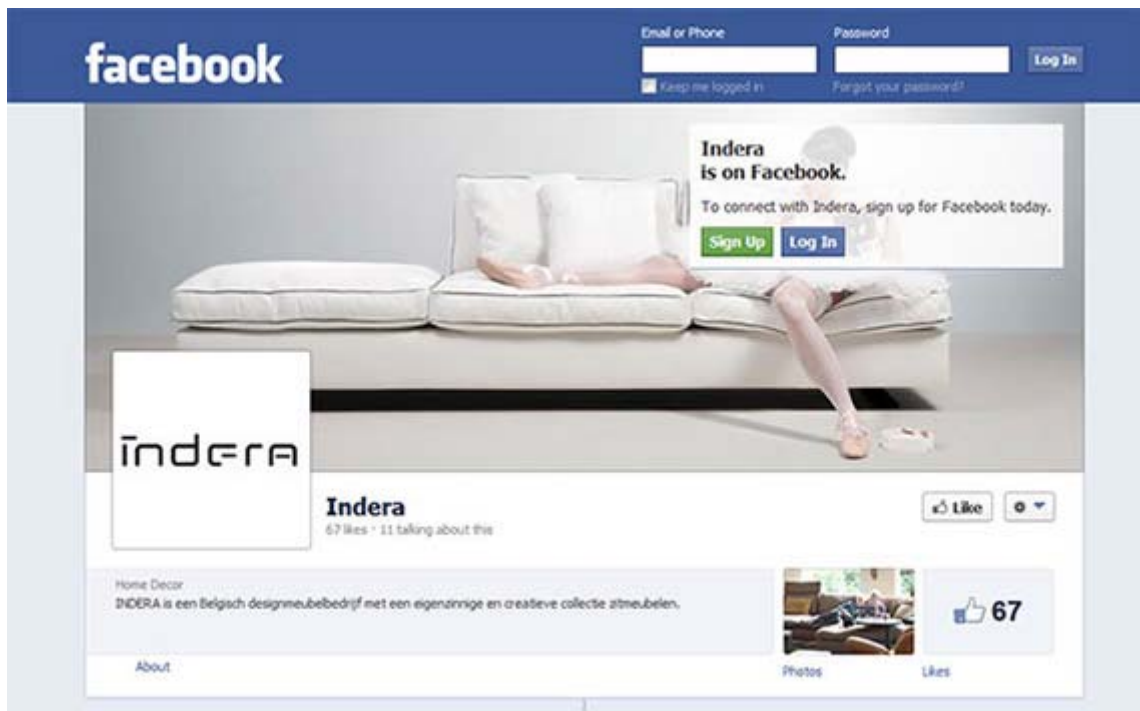 facebook
Email or Phone
Password
Log In
Keep me logged in
Forgot your password?
Indera
is on Facebook.
To connect with Indera, sign up for Facebook today.
Sign Up
Log In
indera
Indera
67 likes · 11 talking about this
Like
Home Decor
INDERA is een Belgisch designmeubelbedrijf met een eigenzinnige en creatieve collectie zitmeubelen.
67
About
Photos
Likes